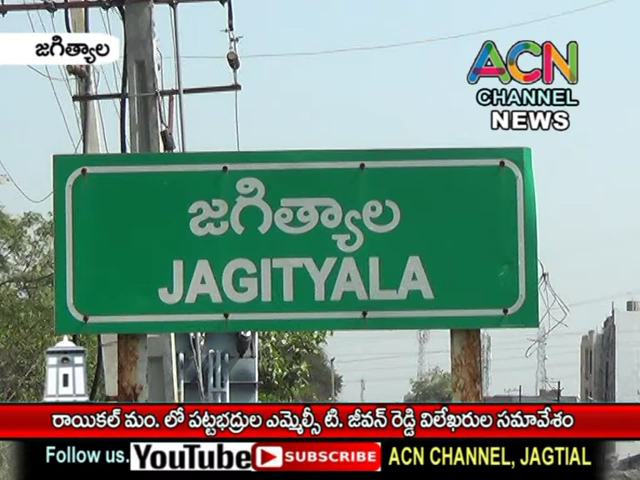 జగిత్యాల
ACN
CHANNEL
NEWS
జగిత్యాల
JAGITYALA
రాయికల్ మం. లో పట్టభద్రుల ఎమ్మెల్సీ టి. జీవన్ రెడ్డి విలేఖరుల సమావేశం
Follow us. YouTube SUBSCRIBE ACN CHANNEL, JAGTIAL